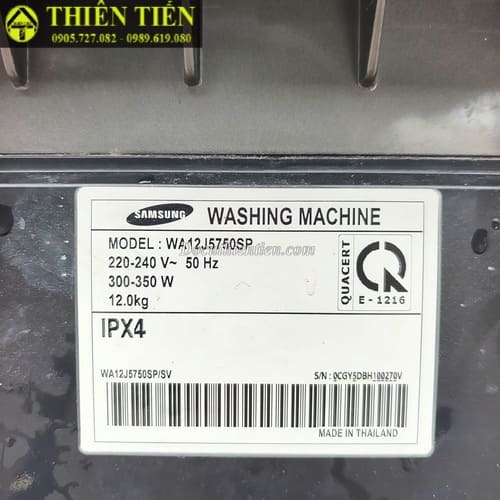 THIÊN TIẾN
0905.727.082 - 0989.619.080
SAMSUNG WASHING MACHINE
MODEL : WA12J5750SP
220-240 V~ 50 Hz
300-350 W
12.0kg
IPX4
QUACERT
E-1216
WA12J5750SP/SV
S/N : 0CGY5DBH100270V
MADE IN THAILAND